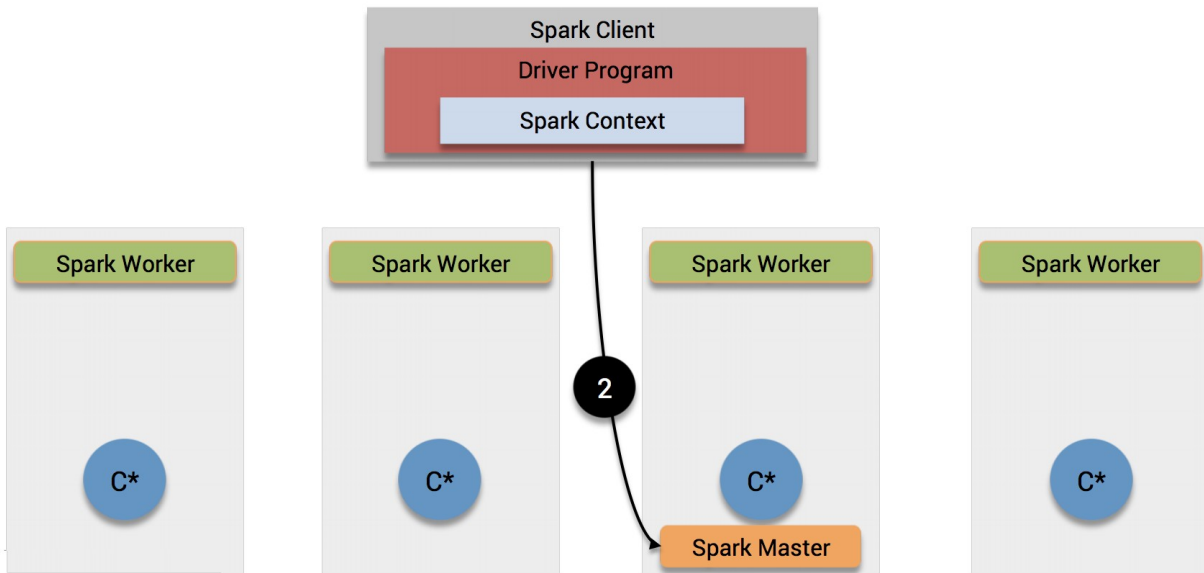 Spark Client
Driver Program
Spark Context
Spark Worker
Spark Worker
Spark Worker
Spark Worker
2
C*
C*
C*
C*
Spark Master